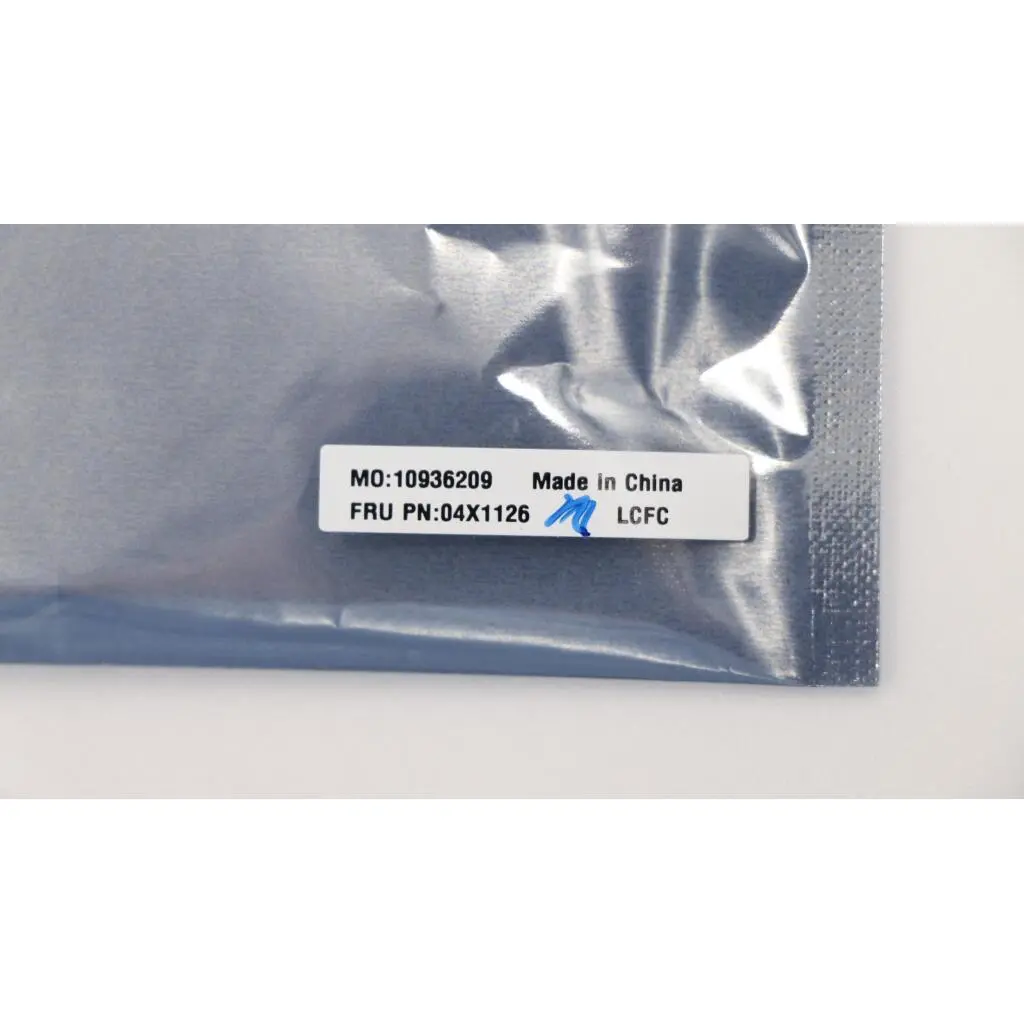 MO:10936209 Made in China
FRU PN:04X1126 LCFC